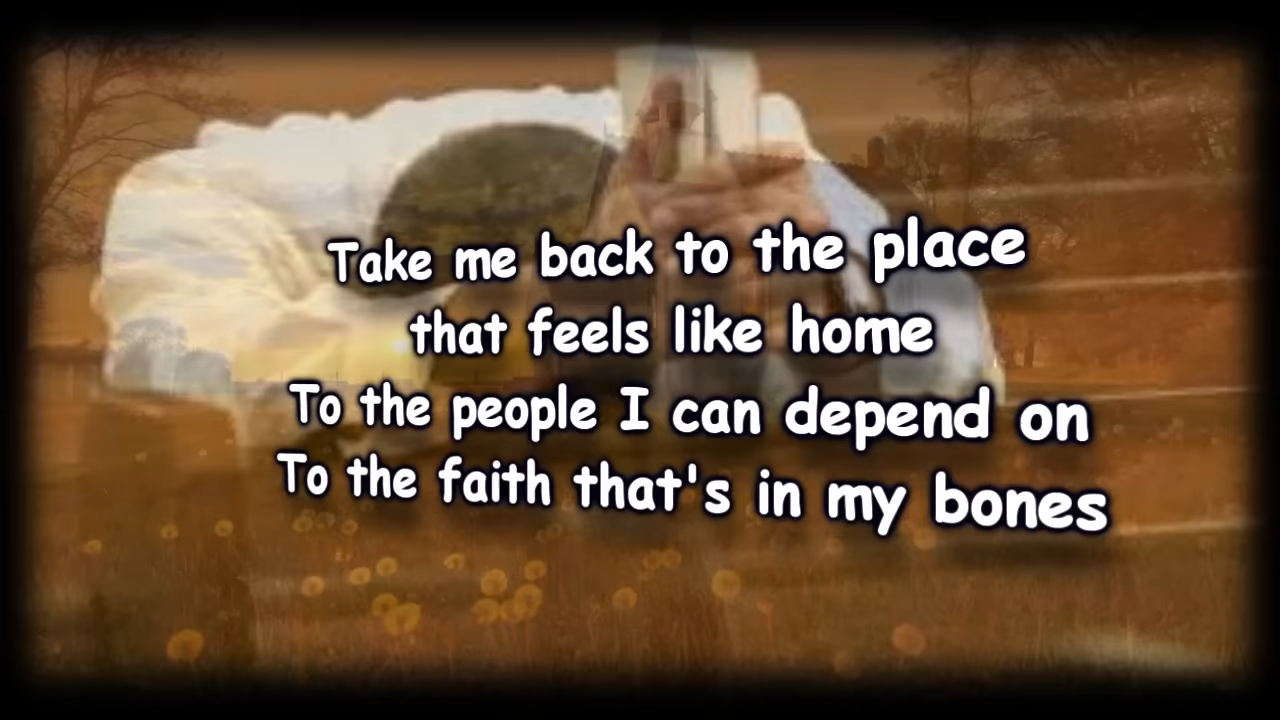 Take me back to the place
that feels like home
To the people I can depend on
To the faith that's in my bones